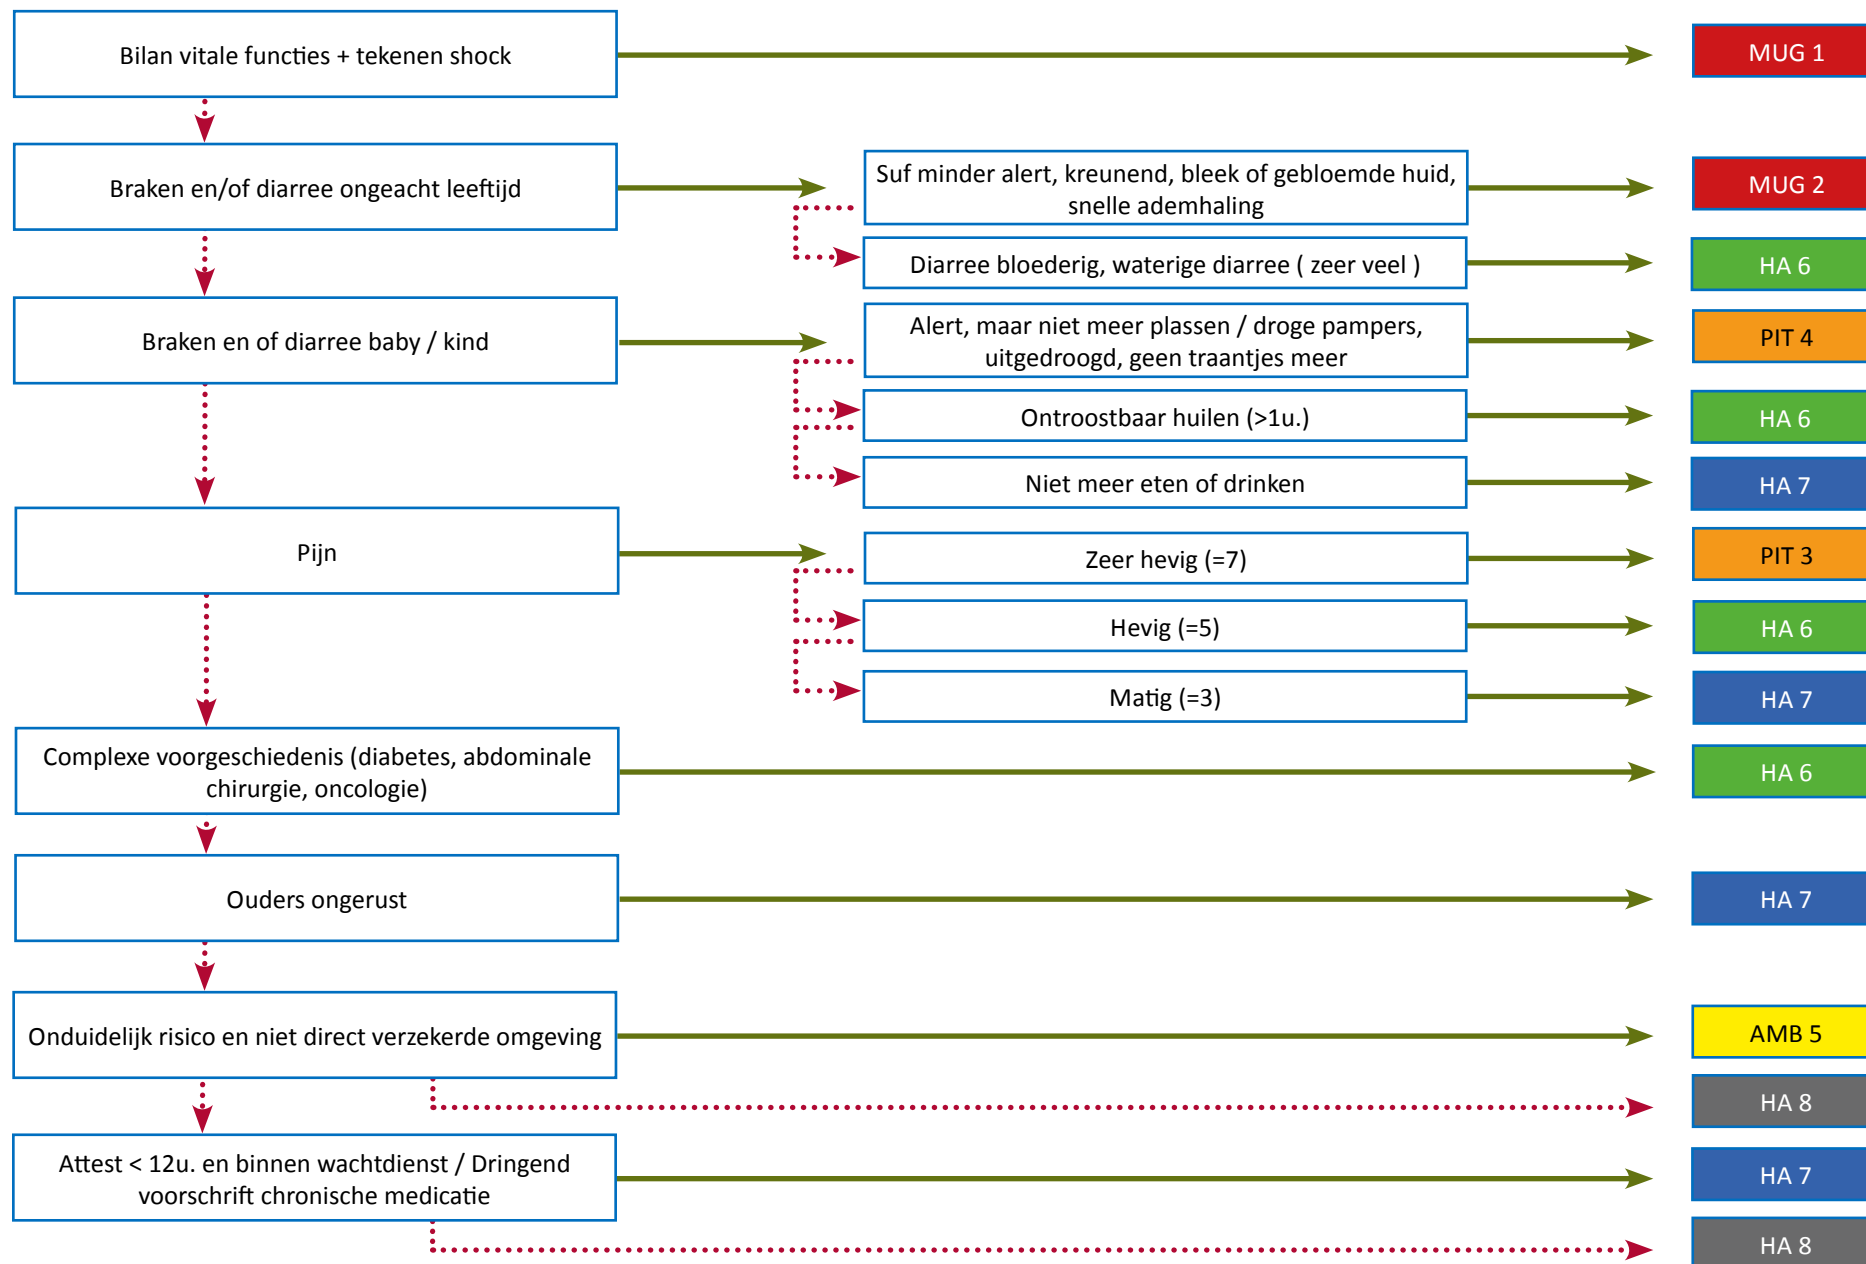 Bilan vitale functies + tekenen shock
MUG 1
Braken en/of diarree ongeacht leeftijd
Suf minder alert, kreunend, bleek of gebloemde huid,
snelle ademhaling
MUG 2
Diarree bloederig, waterige diarree ( zeer veel )
HA 6
Braken en of diarree baby / kind
Alert, maar niet meer plassen / droge pampers,
uitgedroogd, geen traantjes meer
PIT 4
Ontroostbaar huilen (>1u.)
HA 6
Niet meer eten of drinken
HA 7
Pijn
Zeer hevig (=7)
PIT 3
Hevig (=5)
HA 6
Matig (=3)
HA 7
Complexe voorgeschiedenis (diabetes, abdominale
chirurgie, oncologie)
HA 6
Ouders ongerust
HA 7
Onduidelijk risico en niet direct verzekerde omgeving
AMB 5
HA 8
Attest < 12u. en binnen wachtdienst / Dringend
voorschrift chronische medicatie
HA 7
HA 8